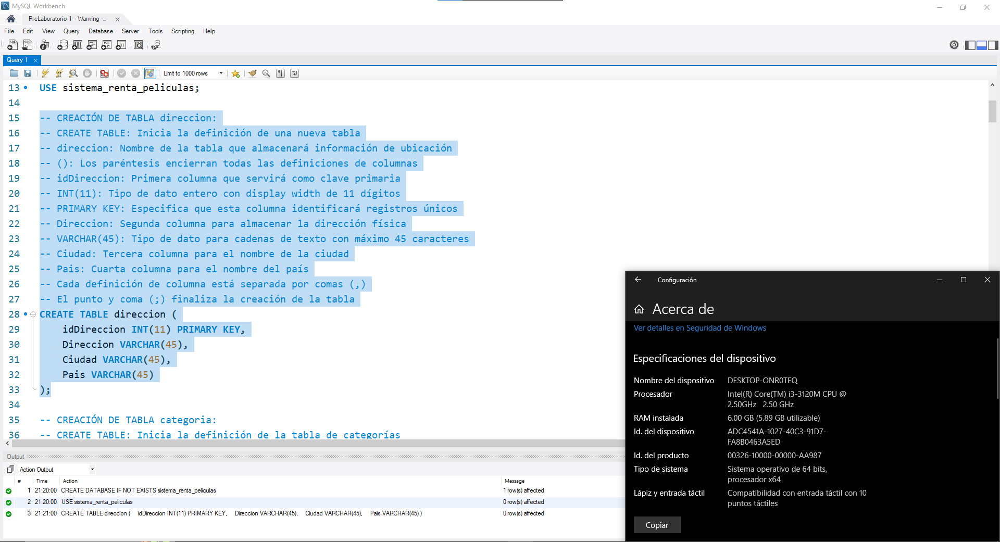 MySQL Workbench
PreLaboratorio 1 - Warning -...
File Edit View Query Database Server Tools Scripting Help
Query 1
Limit to 1000 rows
13 USE sistema_renta_peliculas;
14
15 -- CREACIÓN DE TABLA direccion:
16 -- CREATE TABLE: Inicia la definición de una nueva tabla
17 -- direccion: Nombre de la tabla que almacenará información de ubicación
18 -- (): Los paréntesis encierran todas las definiciones de columnas
19 -- idDireccion: Primera columna que servirá como clave primaria
20 -- INT(11): Tipo de dato entero con display width de 11 dígitos
21 -- PRIMARY KEY: Especifica que esta columna identificará registros únicos
22 -- Direccion: Segunda columna para almacenar la dirección física
23 -- VARCHAR(45): Tipo de dato para cadenas de texto con máximo 45 caracteres
24 -- Ciudad: Tercera columna para el nombre de la ciudad
25 -- Pais: Cuarta columna para el nombre del país
26 -- Cada definición de columna está separada por comas (,)
27 -- El punto y coma (;) finaliza la creación de la tabla
28 CREATE TABLE direccion (
29 idDireccion INT(11) PRIMARY KEY,
30 Direccion VARCHAR(45),
31 Ciudad VARCHAR(45),
32 Pais VARCHAR(45)
33 );
34
35 -- CREACIÓN DE TABLA categoria:
36 -- CREATE TABLE: Inicia la definición de la tabla de categorías
Output
Action Output
# Time Action Message
1 21:20:00 CREATE DATABASE IF NOT EXISTS sistema_renta_peliculas 1 row(s) affected
2 21:20:00 USE sistema_renta_peliculas 0 row(s) affected
3 21:21:00 CREATE TABLE direccion ( idDireccion INT(11) PRIMARY KEY, Direccion VARCHAR(45), Ciudad VARCHAR(45), Pais VARCHAR(45) ) 0 row(s) affected
Configuración
Acerca de
Ver detalles en Seguridad de Windows
Especificaciones del dispositivo
Nombre del dispositivo DESKTOP-ONR0TEQ
Procesador Intel(R) Core(TM) i3-3120M CPU @
2.50GHz 2.50 GHz
RAM instalada 6.00 GB (5.89 GB utilizable)
Id. del dispositivo ADC4541A-1027-40C3-91D7-
FA8B0463A5ED
Id. del producto 00326-10000-00000-AA987
Tipo de sistema Sistema operativo de 64 bits,
procesador x64
Lápiz y entrada táctil Compatibilidad con entrada táctil con 10
puntos táctiles
Copiar